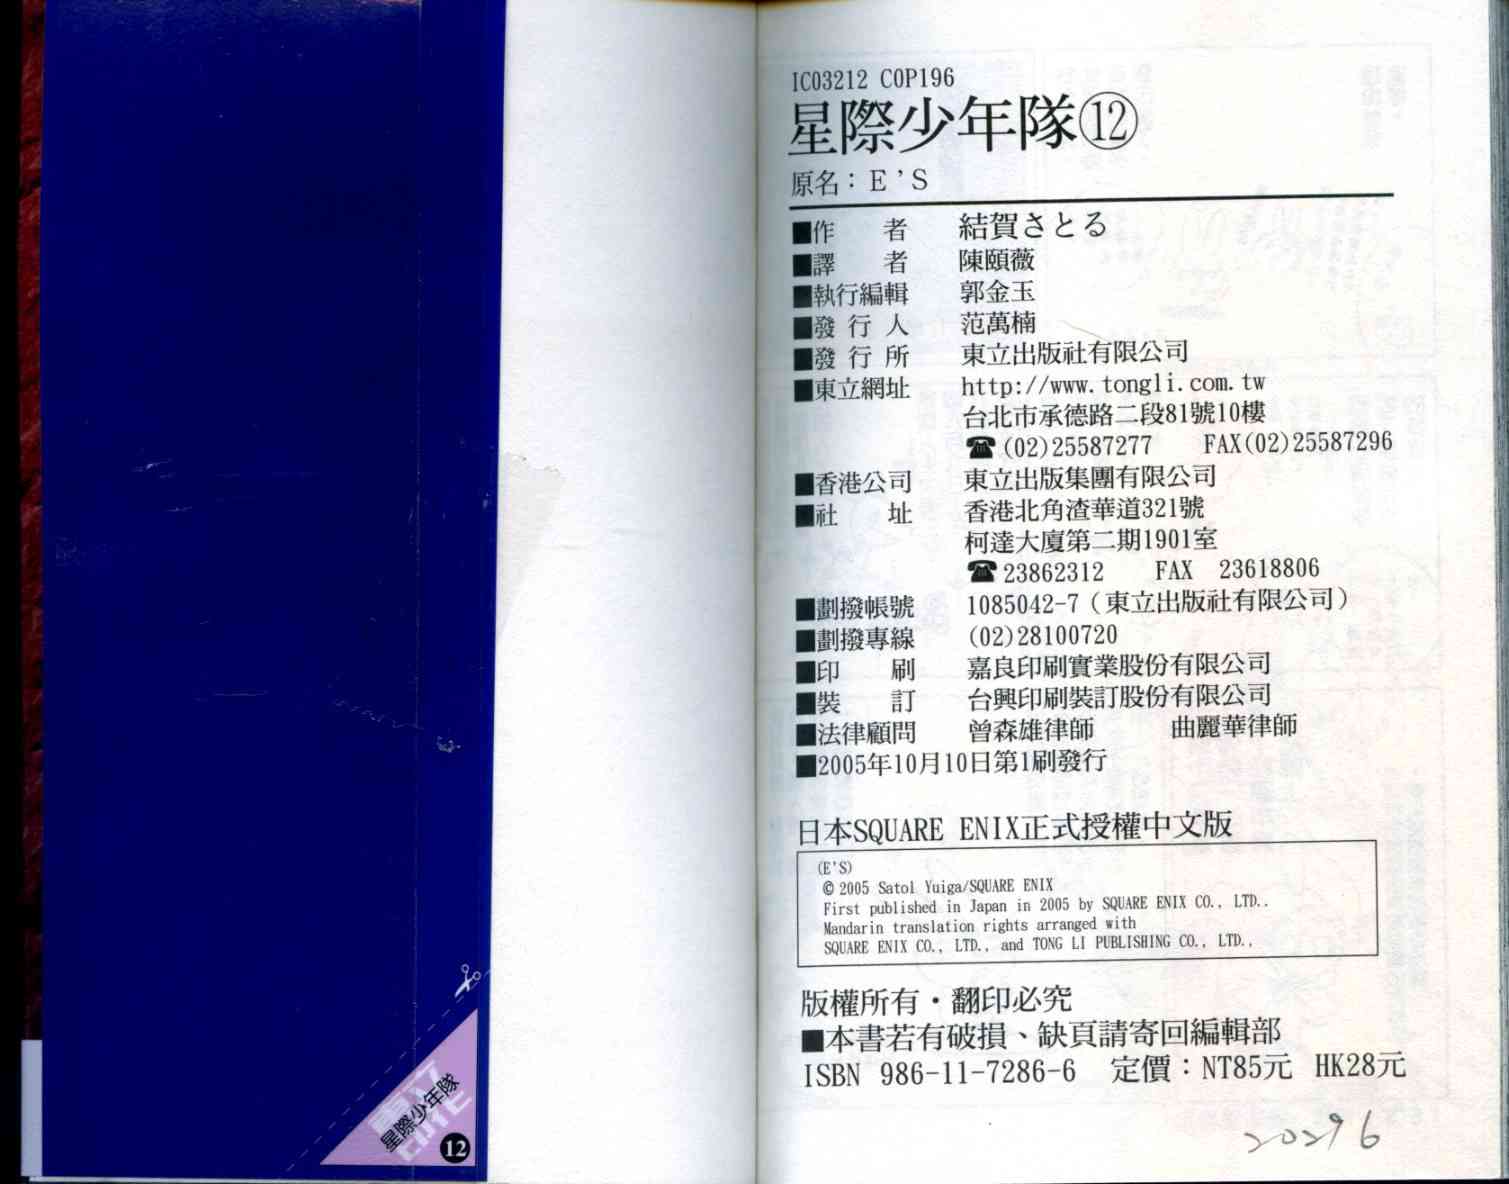 IC03212 COP196
星際少年隊⑫
原名：E'S
■作 者 結賀さとる
■譯 者 陳頤薇
■執行編輯 郭金玉
■發行人 范萬楠
■發行所 東立出版社有限公司
■東立網址 http://www.tongli.com.tw
台北市承德路二段81號10樓
☎(02)25587277 FAX(02)25587296
■香港公司 東立出版集團有限公司
■社 址 香港北角渣華道321號
柯達大廈第二期1901室
☎23862312 FAX 23618806
■劃撥帳號 1085042-7（東立出版社有限公司）
■劃撥專線 (02)28100720
■印 刷 嘉良印刷實業股份有限公司
■裝 訂 台興印刷裝訂股份有限公司
■法律顧問 曾森雄律師 曲麗華律師
■2005年10月10日第1刷發行
日本SQUARE ENIX正式授權中文版
(E'S)
© 2005 Satol Yuiga/SQUARE ENIX
First published in Japan in 2005 by SQUARE ENIX CO., LTD..
Mandarin translation rights arranged with
SQUARE ENIX CO., LTD., and TONG LI PUBLISHING CO., LTD.,
版權所有・翻印必究
■本書若有破損、缺頁請寄回編輯部
ISBN 986-11-7286-6 定價：NT85元 HK28元
20296
星際少年隊
12